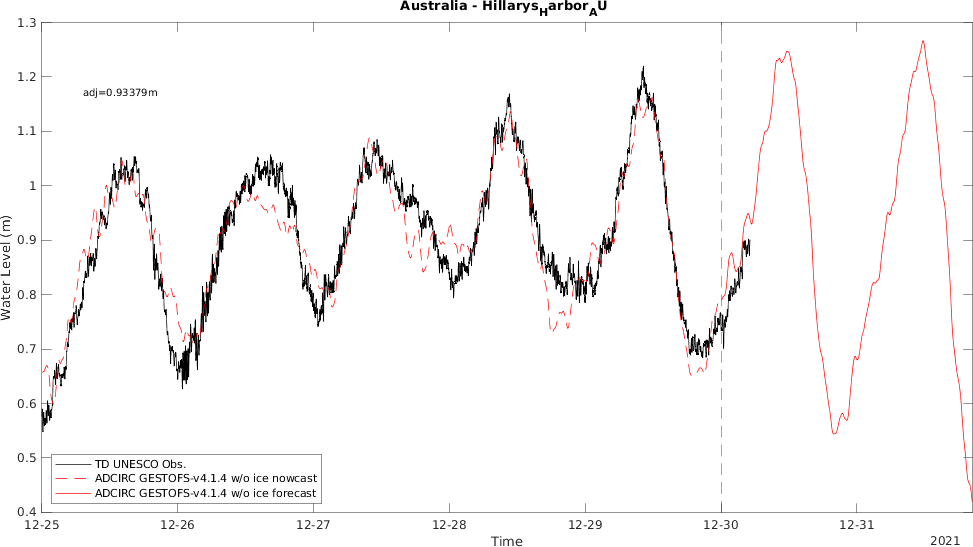 Australia - Hillarys_Harbor_AU
1.3
1.2
adj=0.93379m
1.1
1
0.9
Water Level (m)
0.8
0.7
0.6
0.5
TD UNESCO Obs.
ADCIRC GESTOFS-v4.1.4 w/o ice nowcast
ADCIRC GESTOFS-v4.1.4 w/o ice forecast
0.4
12-25 12-26 12-27 12-28 12-29 12-30 12-31
Time
2021